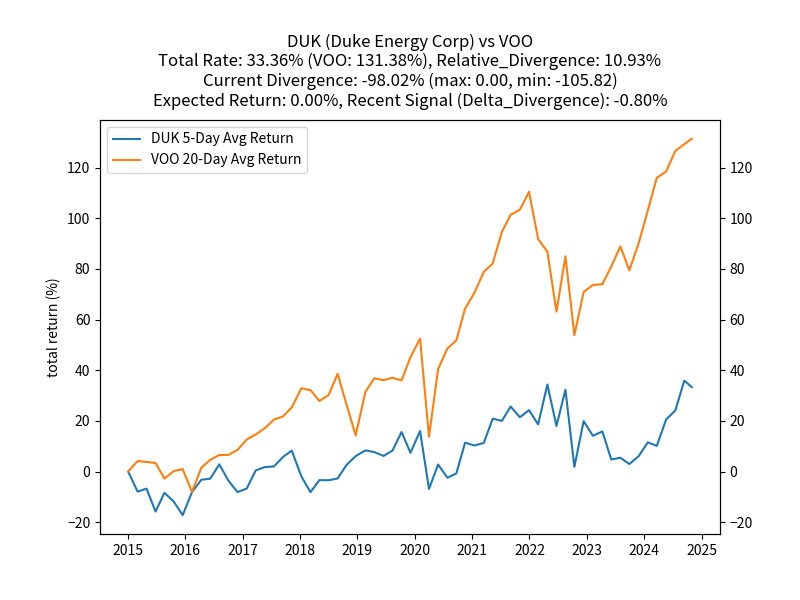 DUK (Duke Energy Corp) vs VOO
Total Rate: 33.36% (VOO: 131.38%), Relative_Divergence: 10.93%
Current Divergence: -98.02% (max: 0.00, min: -105.82)
Expected Return: 0.00%, Recent Signal (Delta_Divergence): -0.80%
DUK 5-Day Avg Return
VOO 20-Day Avg Return
total return (%)
120 120
100 100
80 80
60 60
40 40
20 20
0 0
−20 −20
2015 2016 2017 2018 2019 2020 2021 2022 2023 2024 2025